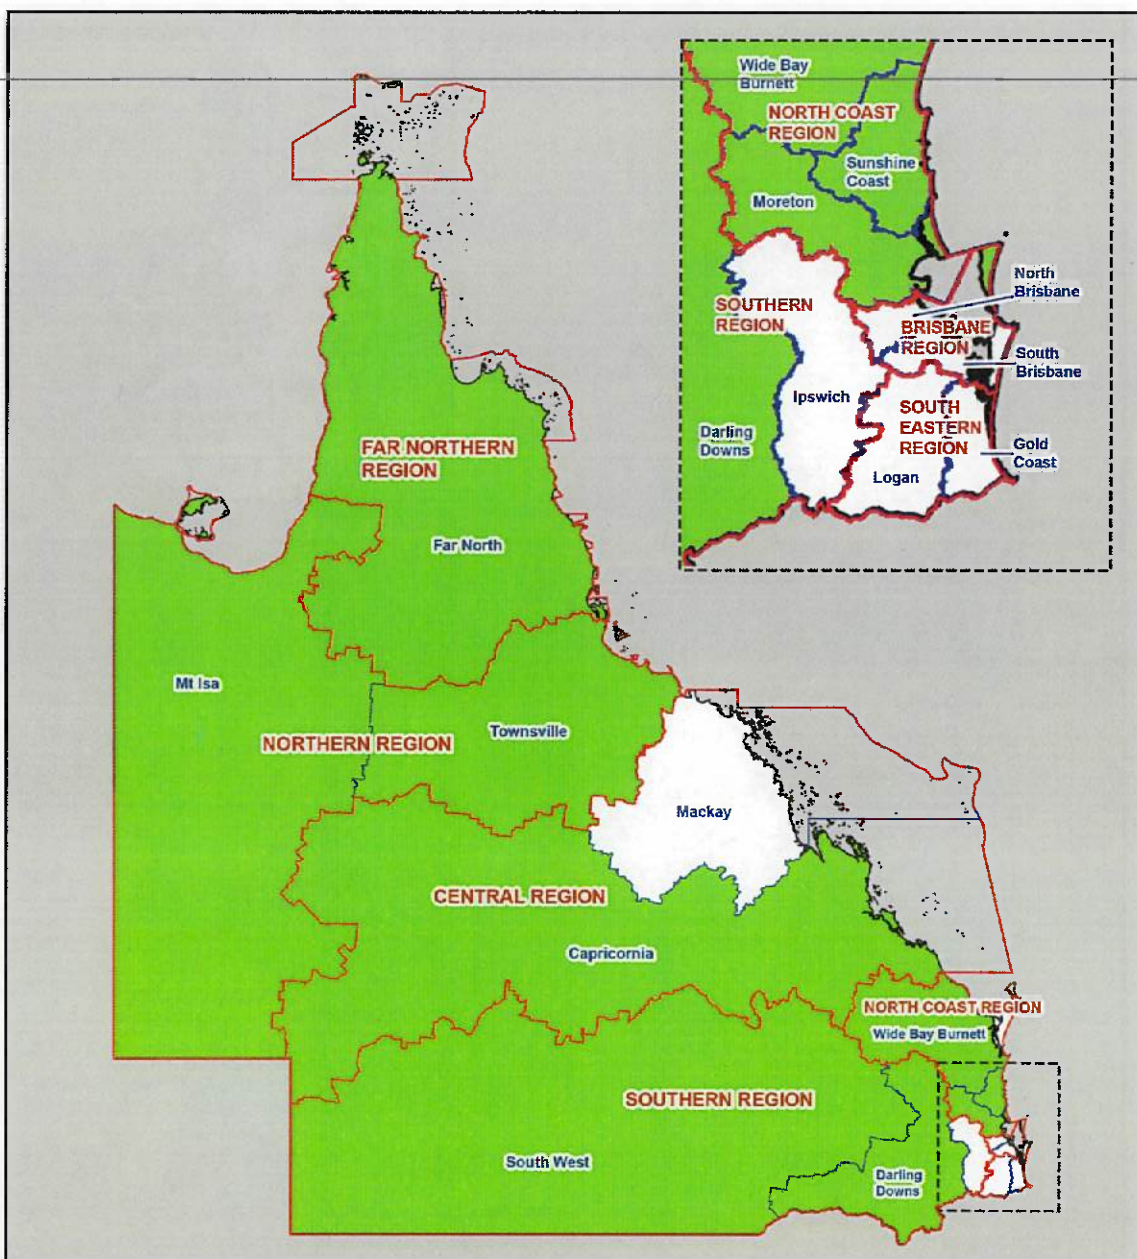 Wide Bay
Burnett
NORTH COAST
REGION
Sunshine
Coast
Moreton
North
Brisbane
SOUTHERN
REGION
BRISBANE
REGION
South
Brisbane
Ipswich
SOUTH
EASTERN
REGION
Darling
Downs
Gold
Coast
Logan
FAR NORTHERN
REGION
Far North
Mt Isa
Townsville
NORTHERN REGION
Mackay
CENTRAL REGION
Capricornia
NORTH COAST REGION
Wide Bay Burnett
SOUTHERN REGION
South West
Darling
Downs